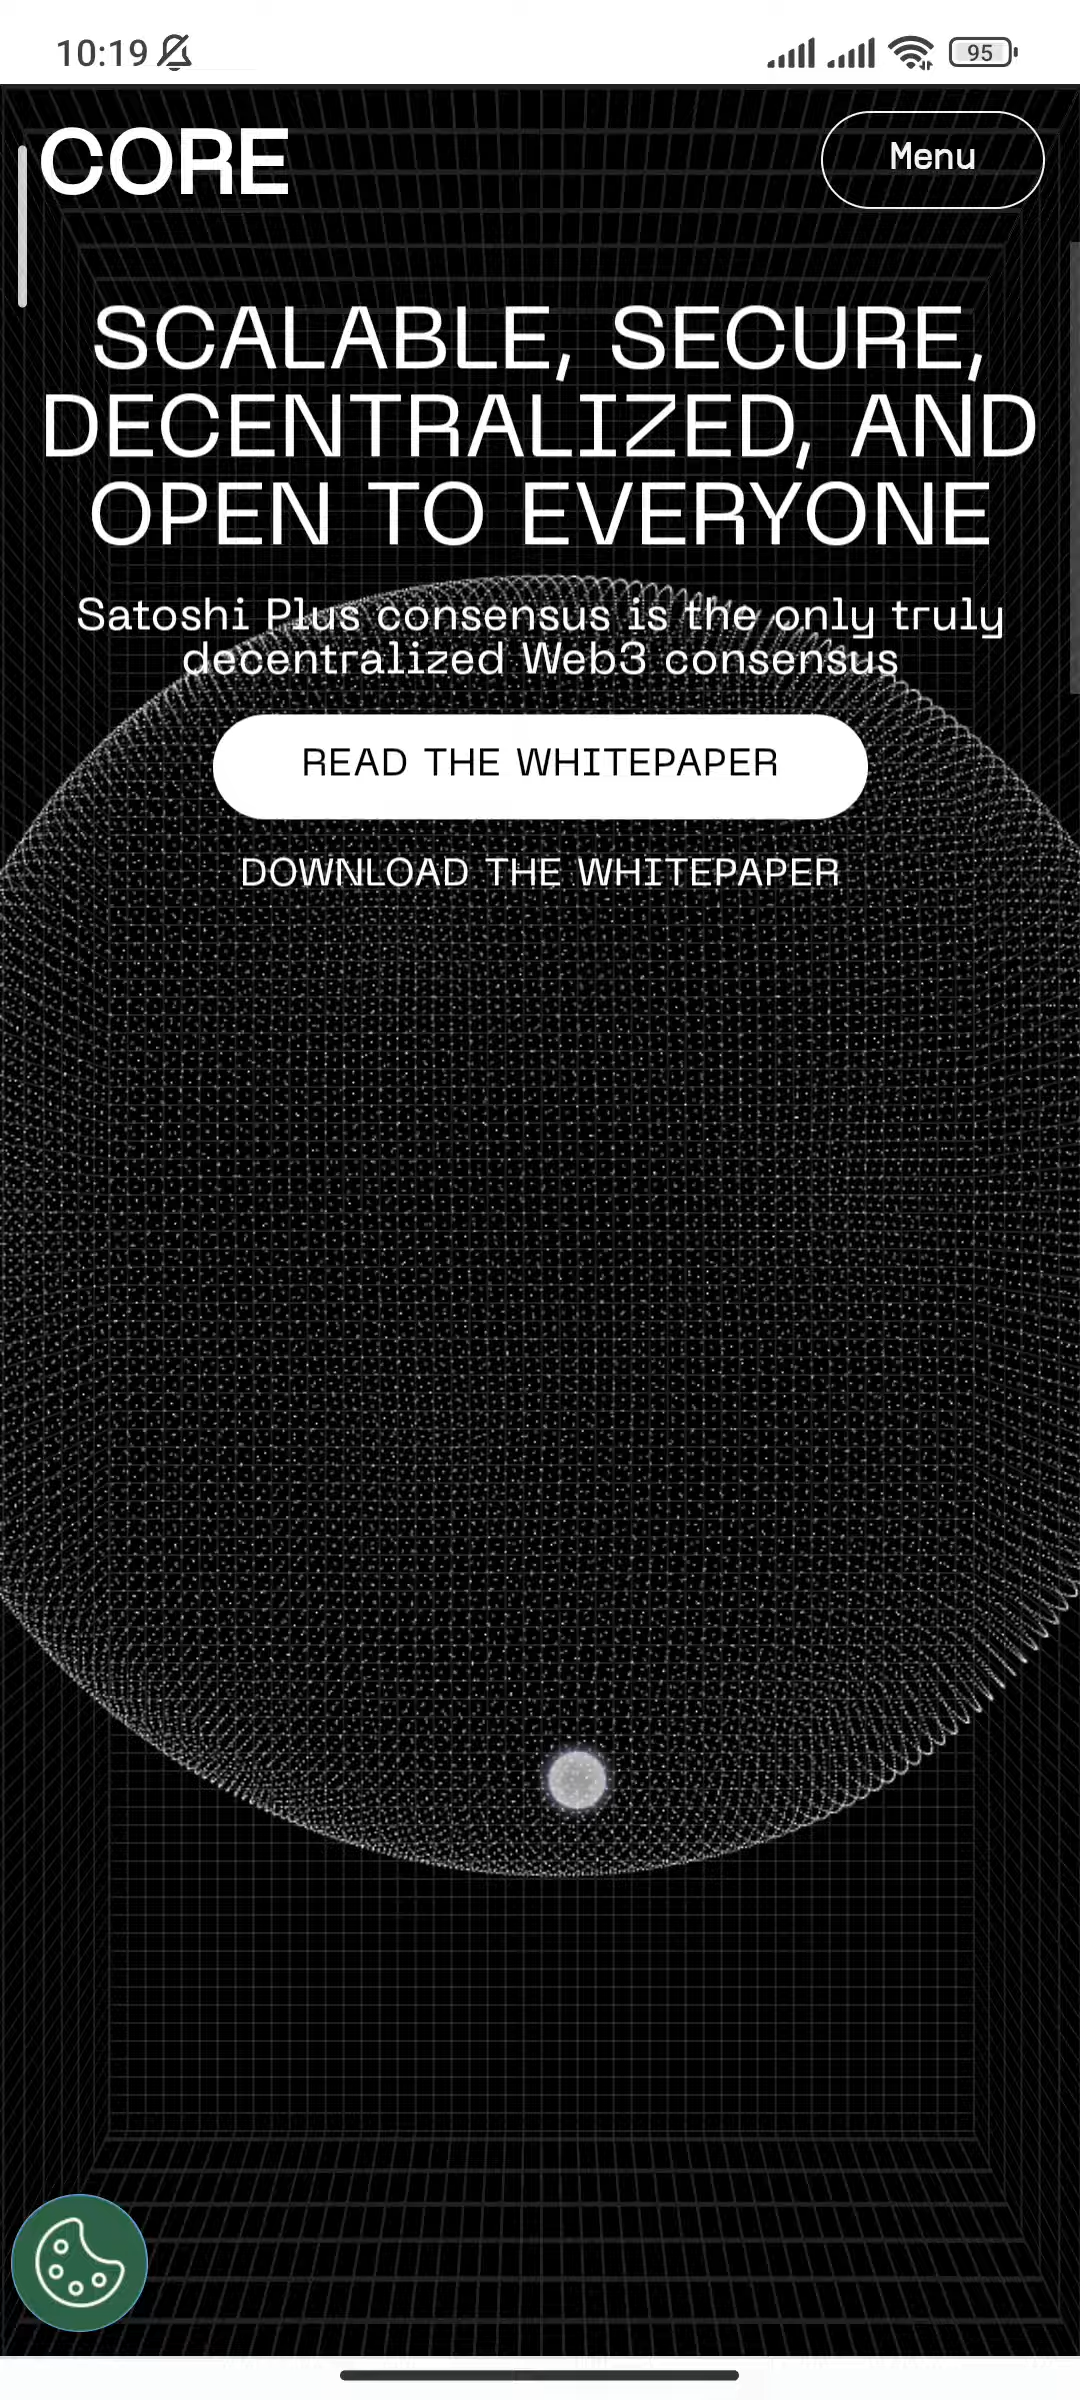 10:19
95
CORE
Menu
SCALABLE, SECURE,
DECENTRALIZED, AND
OPEN TO EVERYONE
Satoshi Plus consensus is the only truly
decentralized Web3 consensus
READ THE WHITEPAPER
DOWNLOAD THE WHITEPAPER